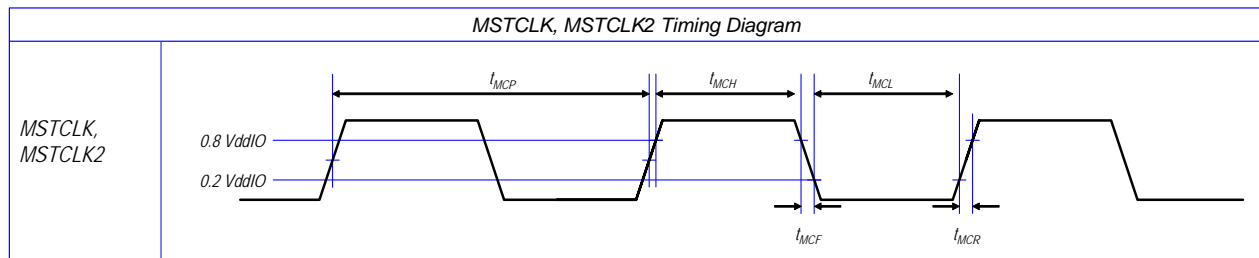 MSTCLK, MSTCLK2 Timing Diagram
MSTCLK,
MSTCLK2
tMCP
tMCH
tMCL
0.8 VddIO
0.2 VddIO
tMCF
tMCR